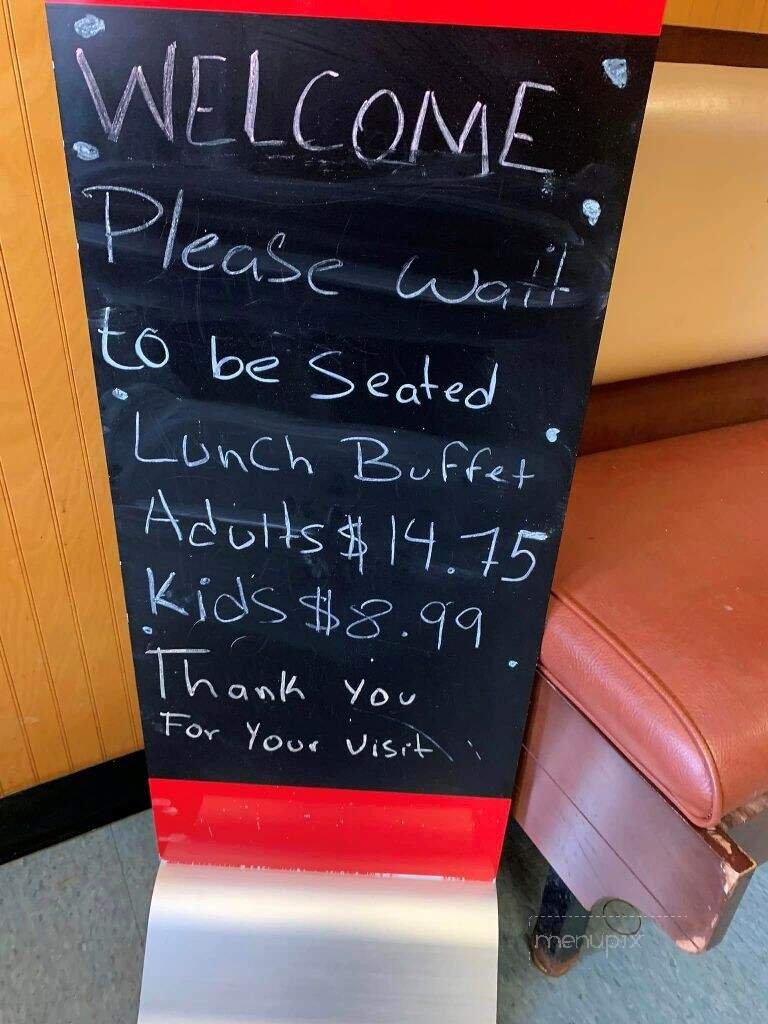 WELCOME
Please wait
to be Seated
Lunch Buffet
Adults $14.75
Kids $8.99
Thank you
For Your Visit
menupix